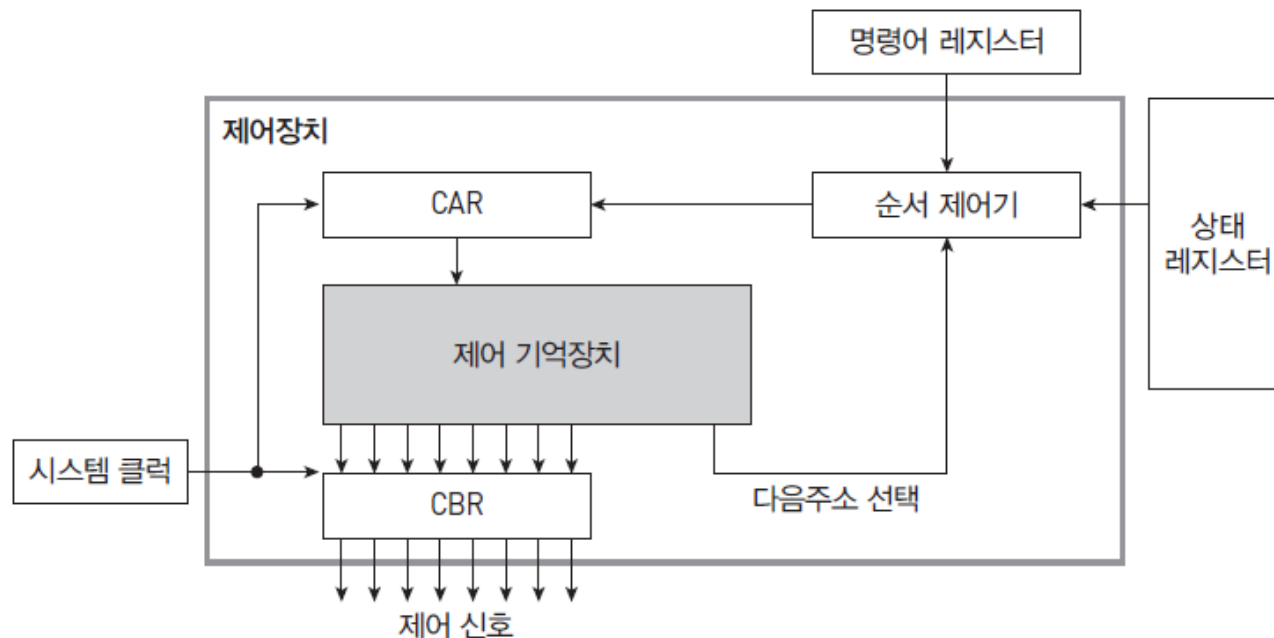 명령어 레지스터
제어장치
CAR
순서 제어기
상태
레지스터
제어 기억장치
시스템 클럭
CBR
다음주소 선택
제어 신호